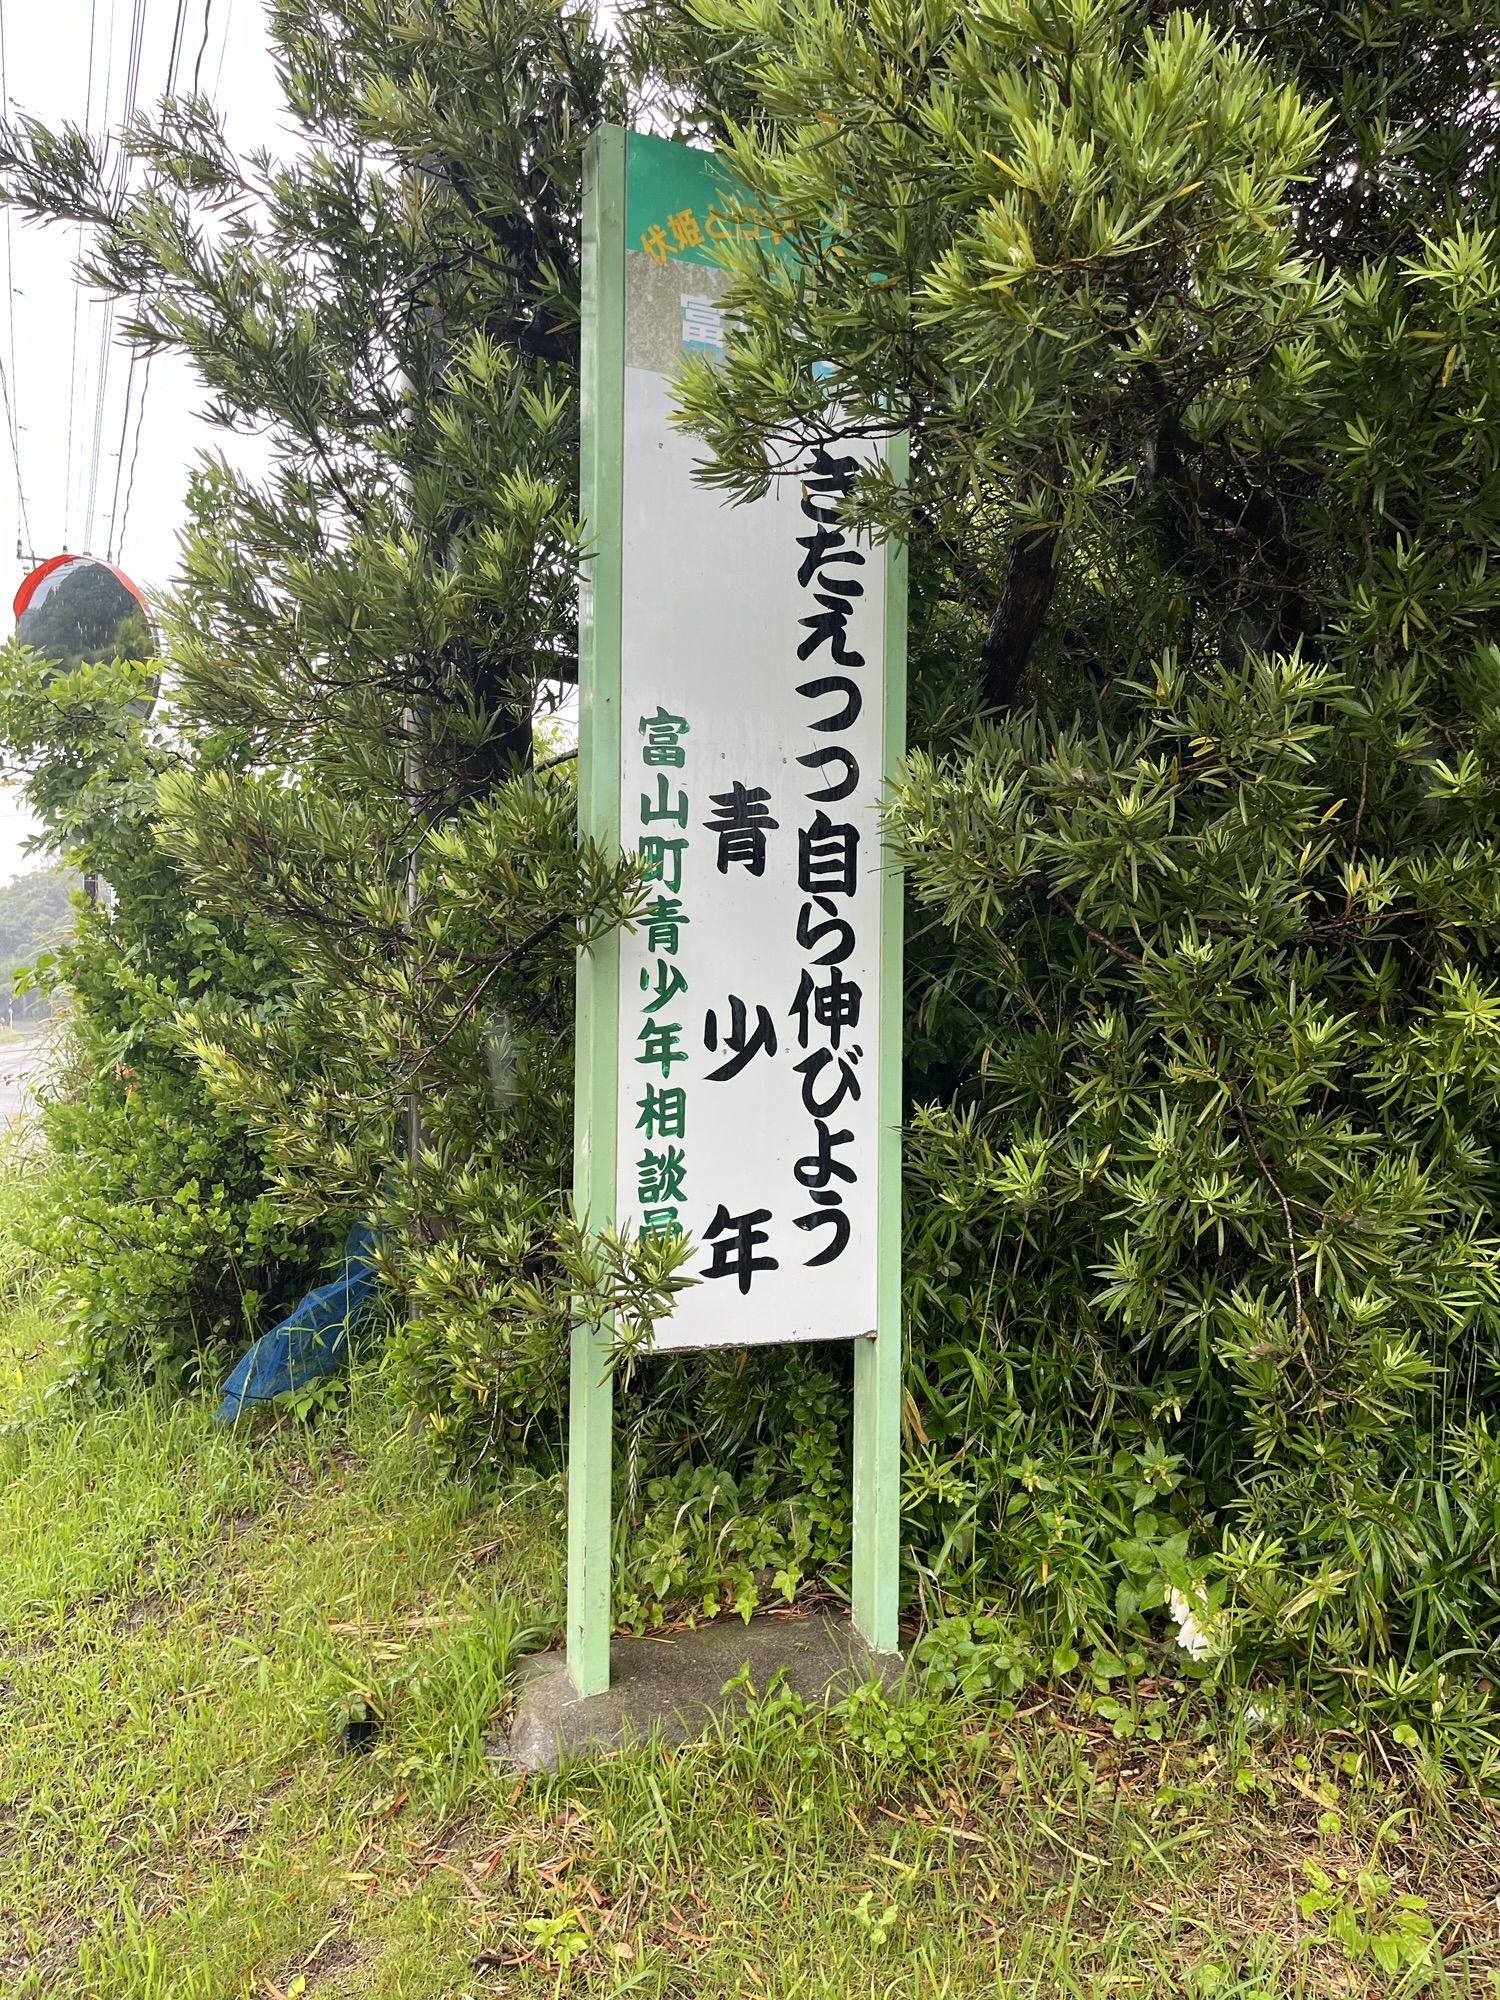 伏姫と
富
きたえつつ自ら伸びよう
青少年
富山町青少年相談員